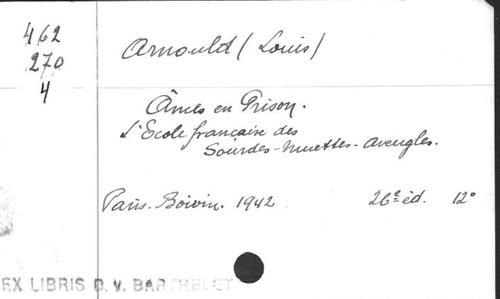 462
270
4
Arnould (Louis)
Âmes en Prison.
L'École française des
Sourdes-muettes-aveugles.
Paris. Boivin. 1942 26e éd. 12°
EX LIBRIS D. V. BARTHELET